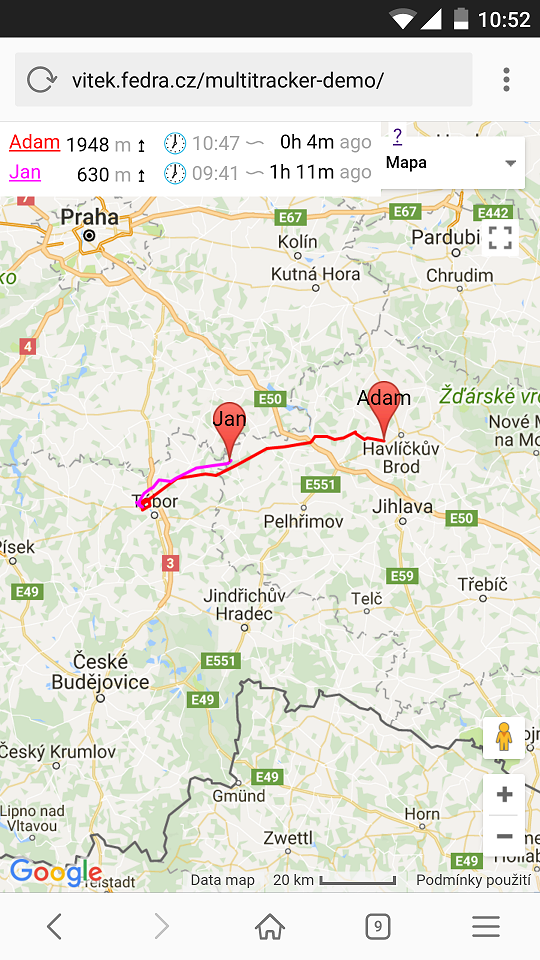 10:52
vitek.fedra.cz/multitracker-demo/
Adam 1948 m ↕ 10:47 〜 0h 4m ago
Jan 630 m ↕ 09:41 〜 1h 11m ago
?
Mapa
7
E67
E67
E442
Praha
Kolín
Pardubi
Kutná Hora
Chrudim
ko
4
E50
Adam
Žďárské vr
Jan
Nové M
na Mo
Havlíčkův
Brod
E551
Tábor
Pelhřimov
Jihlava
E50
Písek
3
E59
E49
Jindřichův
Hradec
Telč
Třebíč
České
Budějovice
E551
E49
Český Krumlov
E49
Gmünd
Lipno nad
Vltavou
Horn
Zwettl
E49
Google
Data map
20 km
Podmínky použití
9